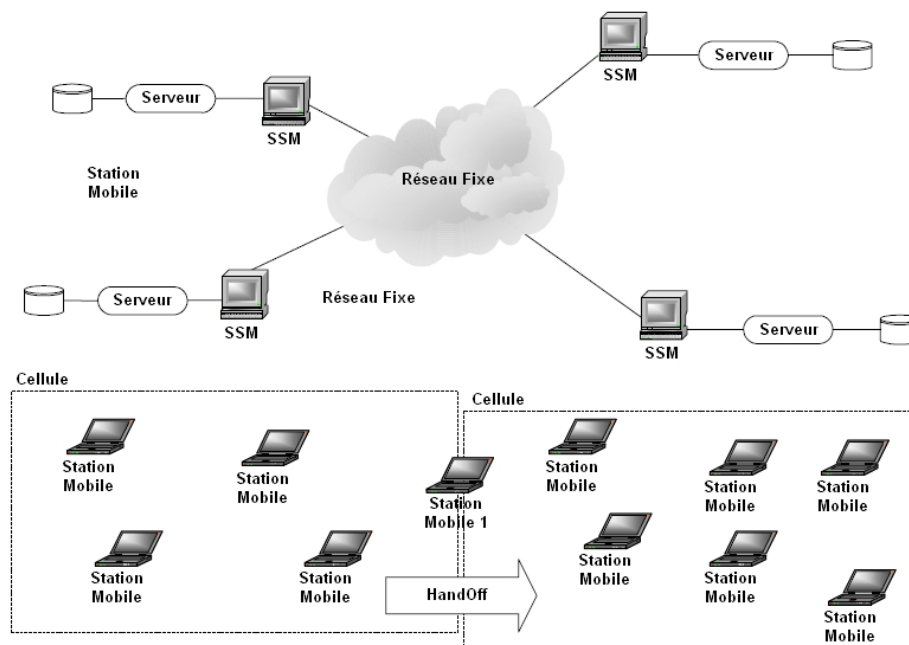 Serveur
SSM
Serveur
SSM
Station
Mobile
Réseau Fixe
Serveur
SSM
Réseau Fixe
SSM
Serveur
Cellule
Cellule
Station
Mobile
Station
Mobile
Station
Mobile 1
Station
Mobile
Station
Mobile
Station
Mobile
Station
Mobile
Station
Mobile
Station
Mobile
Station
Mobile
HandOff
Station
Mobile